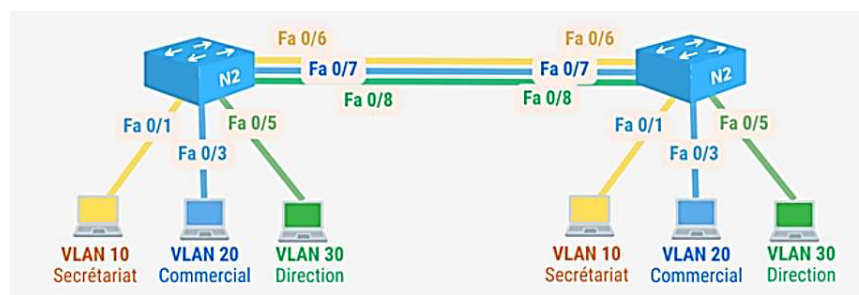 Fa 0/6
Fa 0/6
Fa 0/7
Fa 0/7
Fa 0/8
Fa 0/8
N2
N2
Fa 0/1
Fa 0/5
Fa 0/3
Fa 0/1
Fa 0/5
Fa 0/3
VLAN 10
Secrétariat
VLAN 20
Commercial
VLAN 30
Direction
VLAN 10
Secrétariat
VLAN 20
Commercial
VLAN 30
Direction